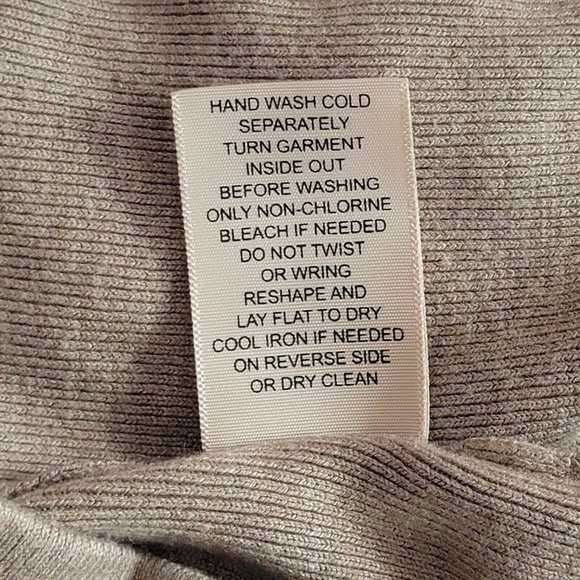 HAND WASH COLD
SEPARATELY
TURN GARMENT
INSIDE OUT
BEFORE WASHING
ONLY NON-CHLORINE
BLEACH IF NEEDED
DO NOT TWIST
OR WRING
RESHAPE AND
LAY FLAT TO DRY
COOL IRON IF NEEDED
ON REVERSE SIDE
OR DRY CLEAN